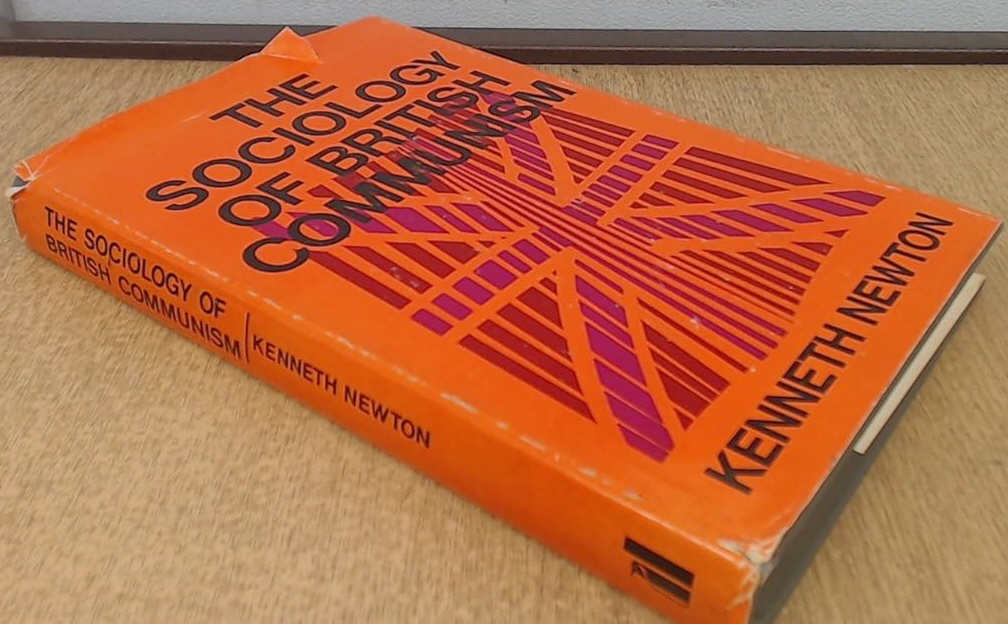 THE
SOCIOLOGY
OF BRITISH
COMMUNISM
KENNETH NEWTON
THE SOCIOLOGY OF
BRITISH COMMUNISM
KENNETH NEWTON